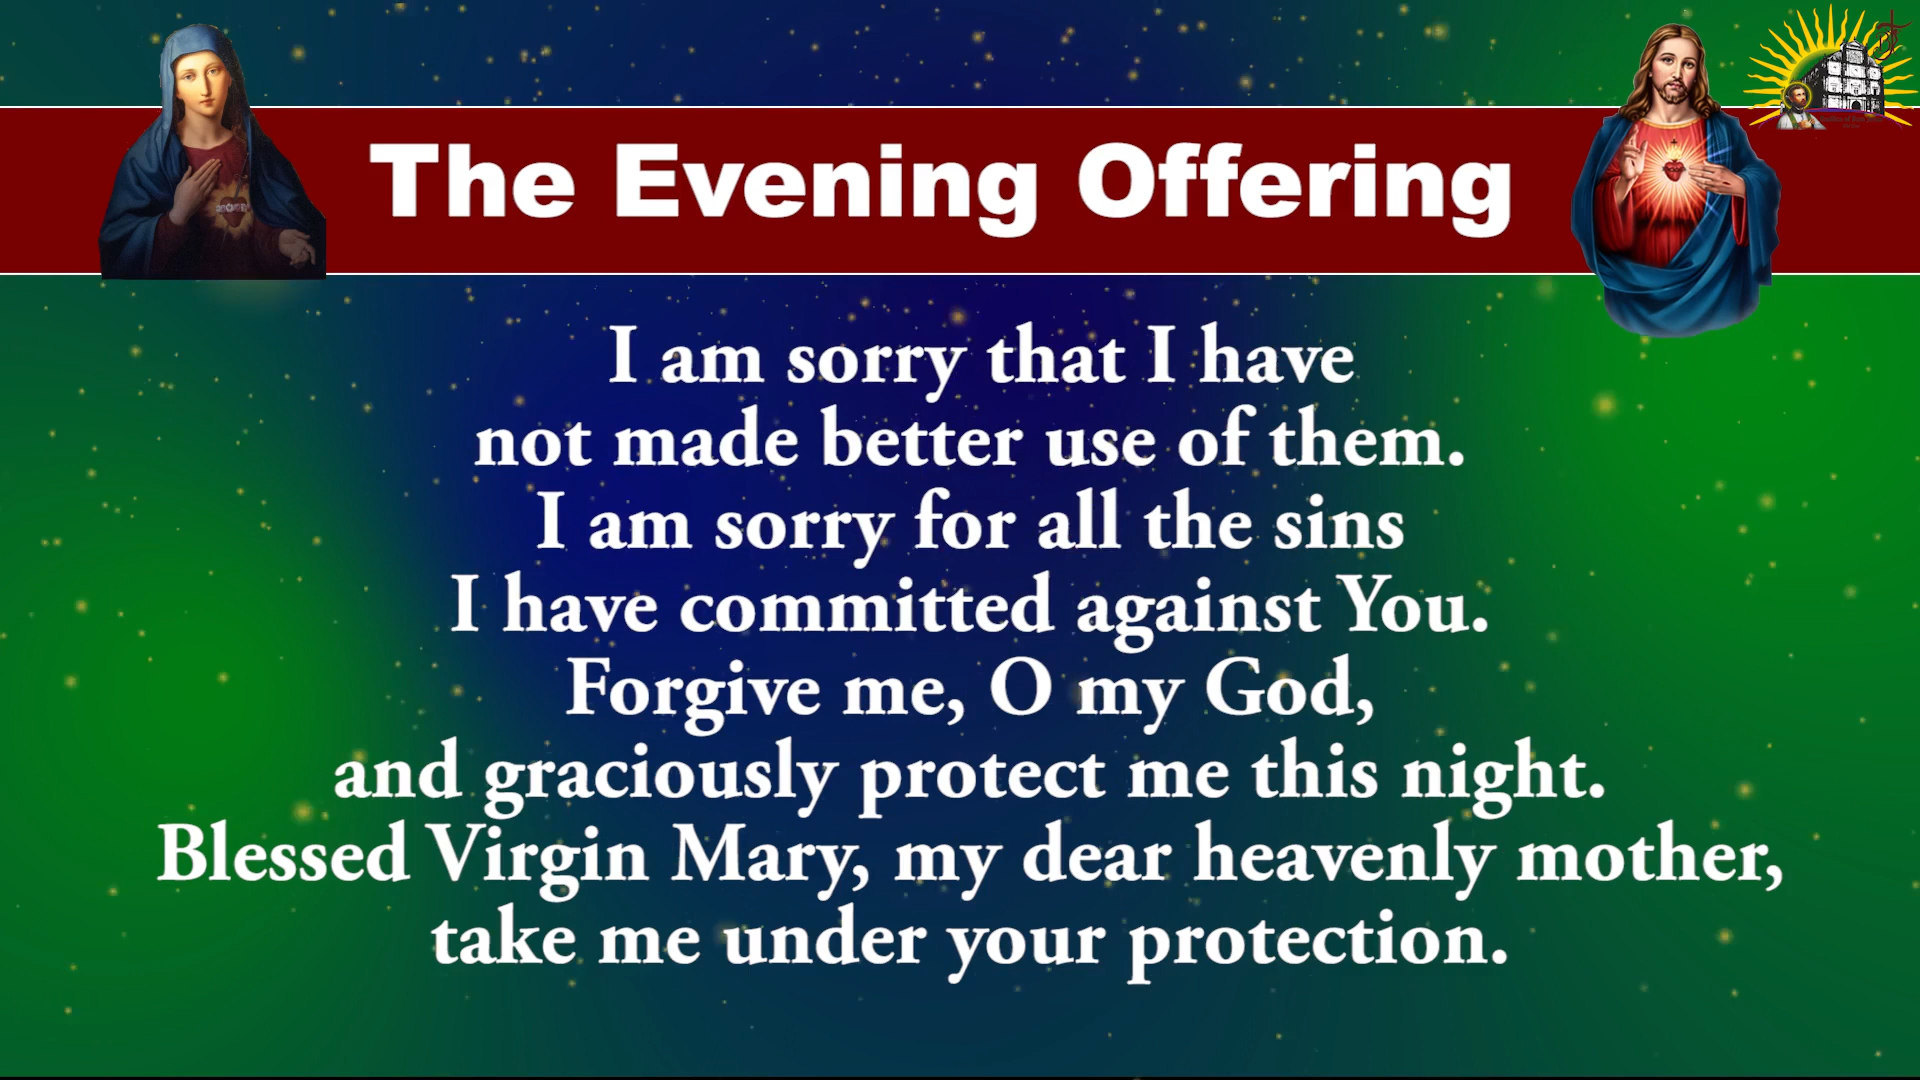 The Evening Offering
I am sorry that I have
not made better use of them.
I am sorry for all the sins
I have committed against You.
Forgive me, O my God,
and graciously protect me this night.
Blessed Virgin Mary, my dear heavenly mother,
take me under your protection.